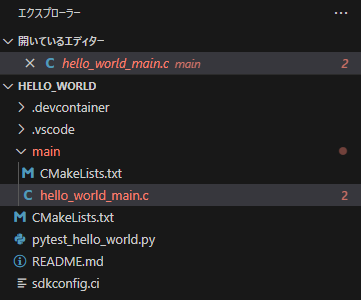 エクスプローラー ...
開いているエディター
hello_world_main.c main 2
HELLO_WORLD
.devcontainer
.vscode
main
CMakeLists.txt
hello_world_main.c 2
CMakeLists.txt
pytest_hello_world.py
README.md
sdkconfig.ci